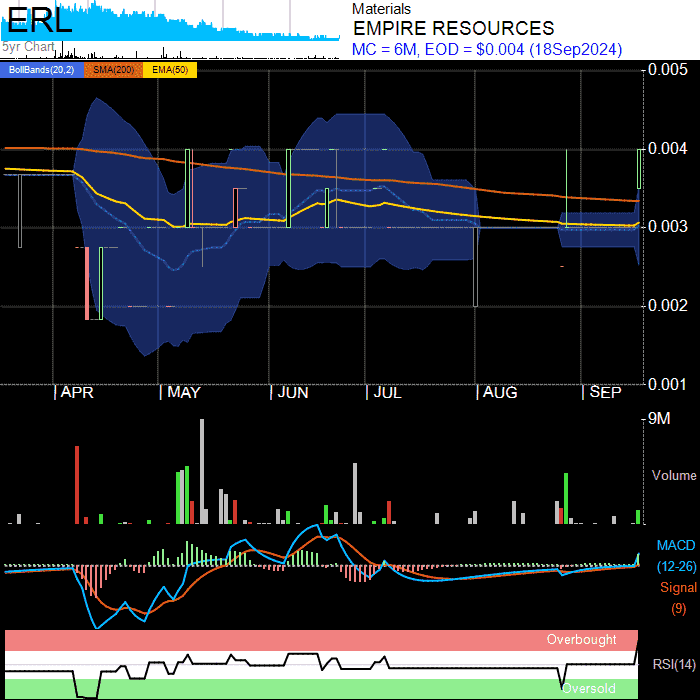 ERL
5yr Chart
Materials
EMPIRE RESOURCES
MC = 6M, EOD = $0.004 (18Sep2024)
BollBands(20,2) SMA(200) EMA(50)
0.005
0.004
0.003
0.002
0.001
APR MAY JUN JUL AUG SEP
9M
Volume
MACD
(12-26)
Signal
(9)
Overbought
RSI(14)
Oversold